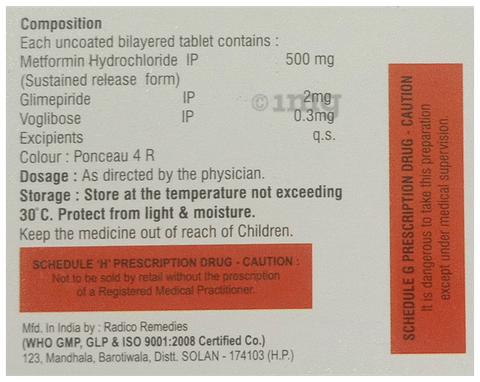 Composition
Each uncoated bilayered tablet contains :
Metformin Hydrochloride IP 500 mg
(Sustained release form)
Glimepiride IP 2mg
Voglibose IP 0.3mg
Excipients q.s.
Colour : Ponceau 4 R
Dosage : As directed by the physician.
Storage : Store at the temperature not exceeding
30°C. Protect from light & moisture.
Keep the medicine out of reach of Children.
SCHEDULE 'H' PRESCRIPTION DRUG - CAUTION :
Not to be sold by retail without the prescription
of a Registered Medical Practitioner.
Mfd. In India by : Radico Remedies
(WHO GMP, GLP & ISO 9001:2008 Certified Co.)
123, Mandhala, Barotiwala, Distt. SOLAN - 174103 (H.P.)
SCHEDULE G PRESCRIPTION DRUG - CAUTION
It is dangerous to take this preparation
except under medical supervision.
©1mg